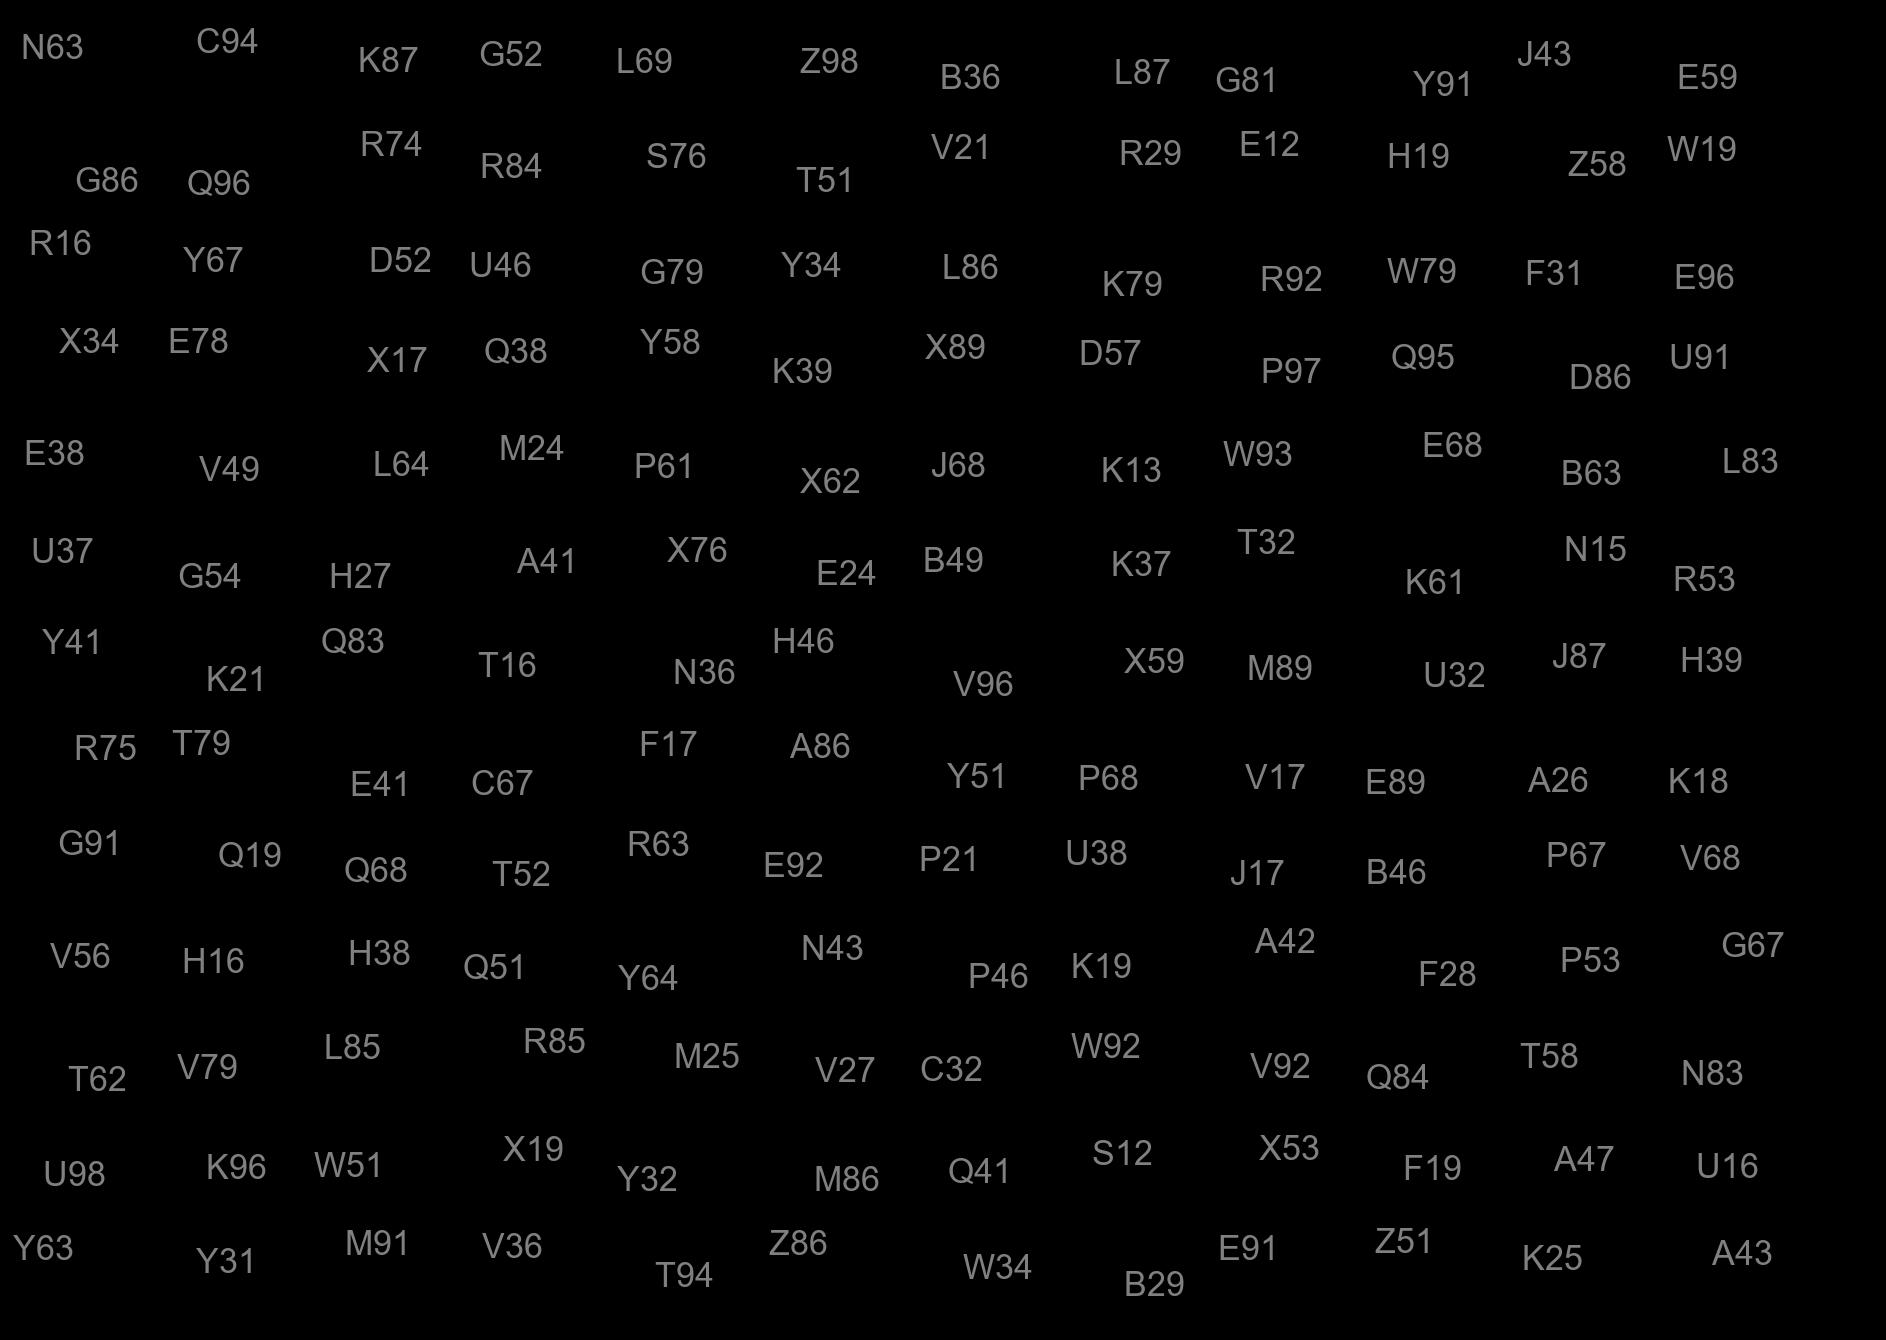 N63 C94 K87 G52 L69 Z98 B36 L87 G81 Y91 J43 E59
G86 Q96 R74 R84 S76 T51 V21 R29 E12 H19 Z58 W19
R16 Y67 D52 U46 G79 Y34 L86 K79 R92 W79 F31 E96
X34 E78 X17 Q38 Y58 K39 X89 D57 P97 Q95 D86 U91
E38 V49 L64 M24 P61 X62 J68 K13 W93 E68 B63 L83
U37 G54 H27 A41 X76 E24 B49 K37 T32 K61 N15 R53
Y41 K21 Q83 T16 N36 H46 V96 X59 M89 U32 J87 H39
R75 T79 E41 C67 F17 A86 Y51 P68 V17 E89 A26 K18
G91 Q19 Q68 T52 R63 E92 P21 U38 J17 B46 P67 V68
V56 H16 H38 Q51 Y64 N43 P46 K19 A42 F28 P53 G67
T62 V79 L85 R85 M25 V27 C32 W92 V92 Q84 T58 N83
U98 K96 W51 X19 Y32 M86 Q41 S12 X53 F19 A47 U16
Y63 Y31 M91 V36 T94 Z86 W34 B29 E91 Z51 K25 A43